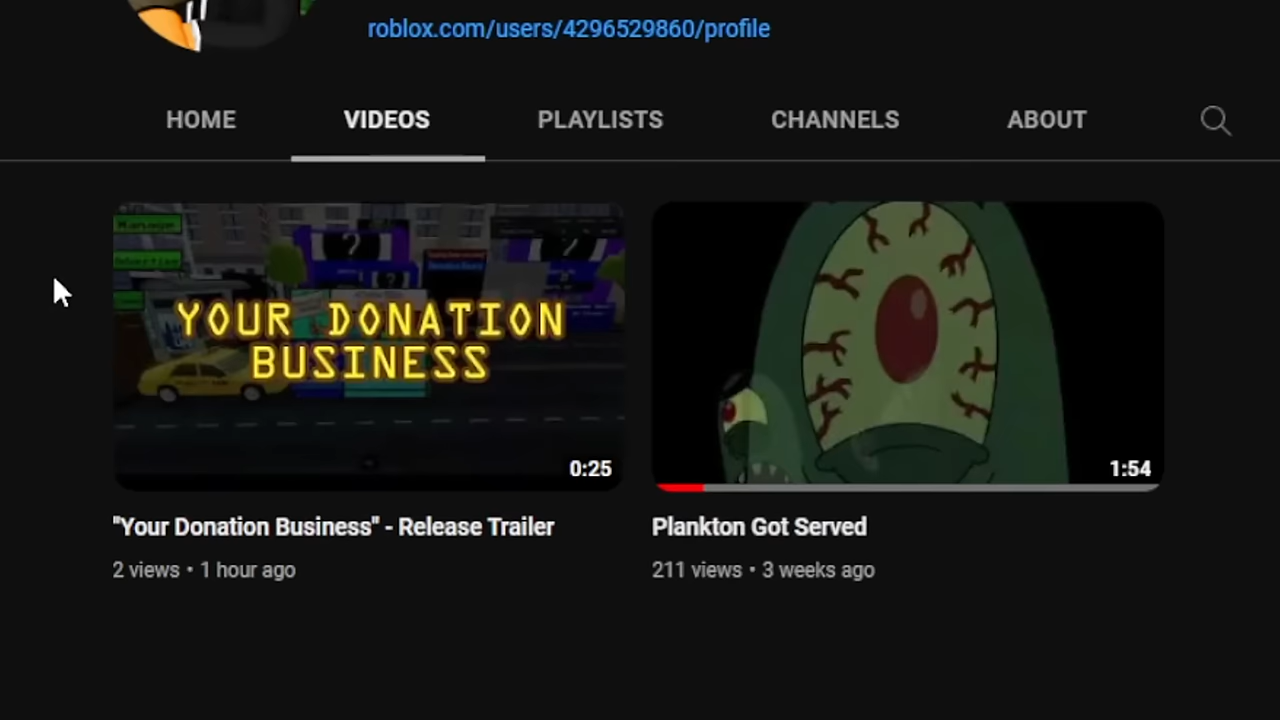 roblox.com/users/4296529860/profile
HOME VIDEOS PLAYLISTS CHANNELS ABOUT
YOUR DONATION
BUSINESS
0:25
1:54
"Your Donation Business" - Release Trailer
2 views • 1 hour ago
Plankton Got Served
211 views • 3 weeks ago